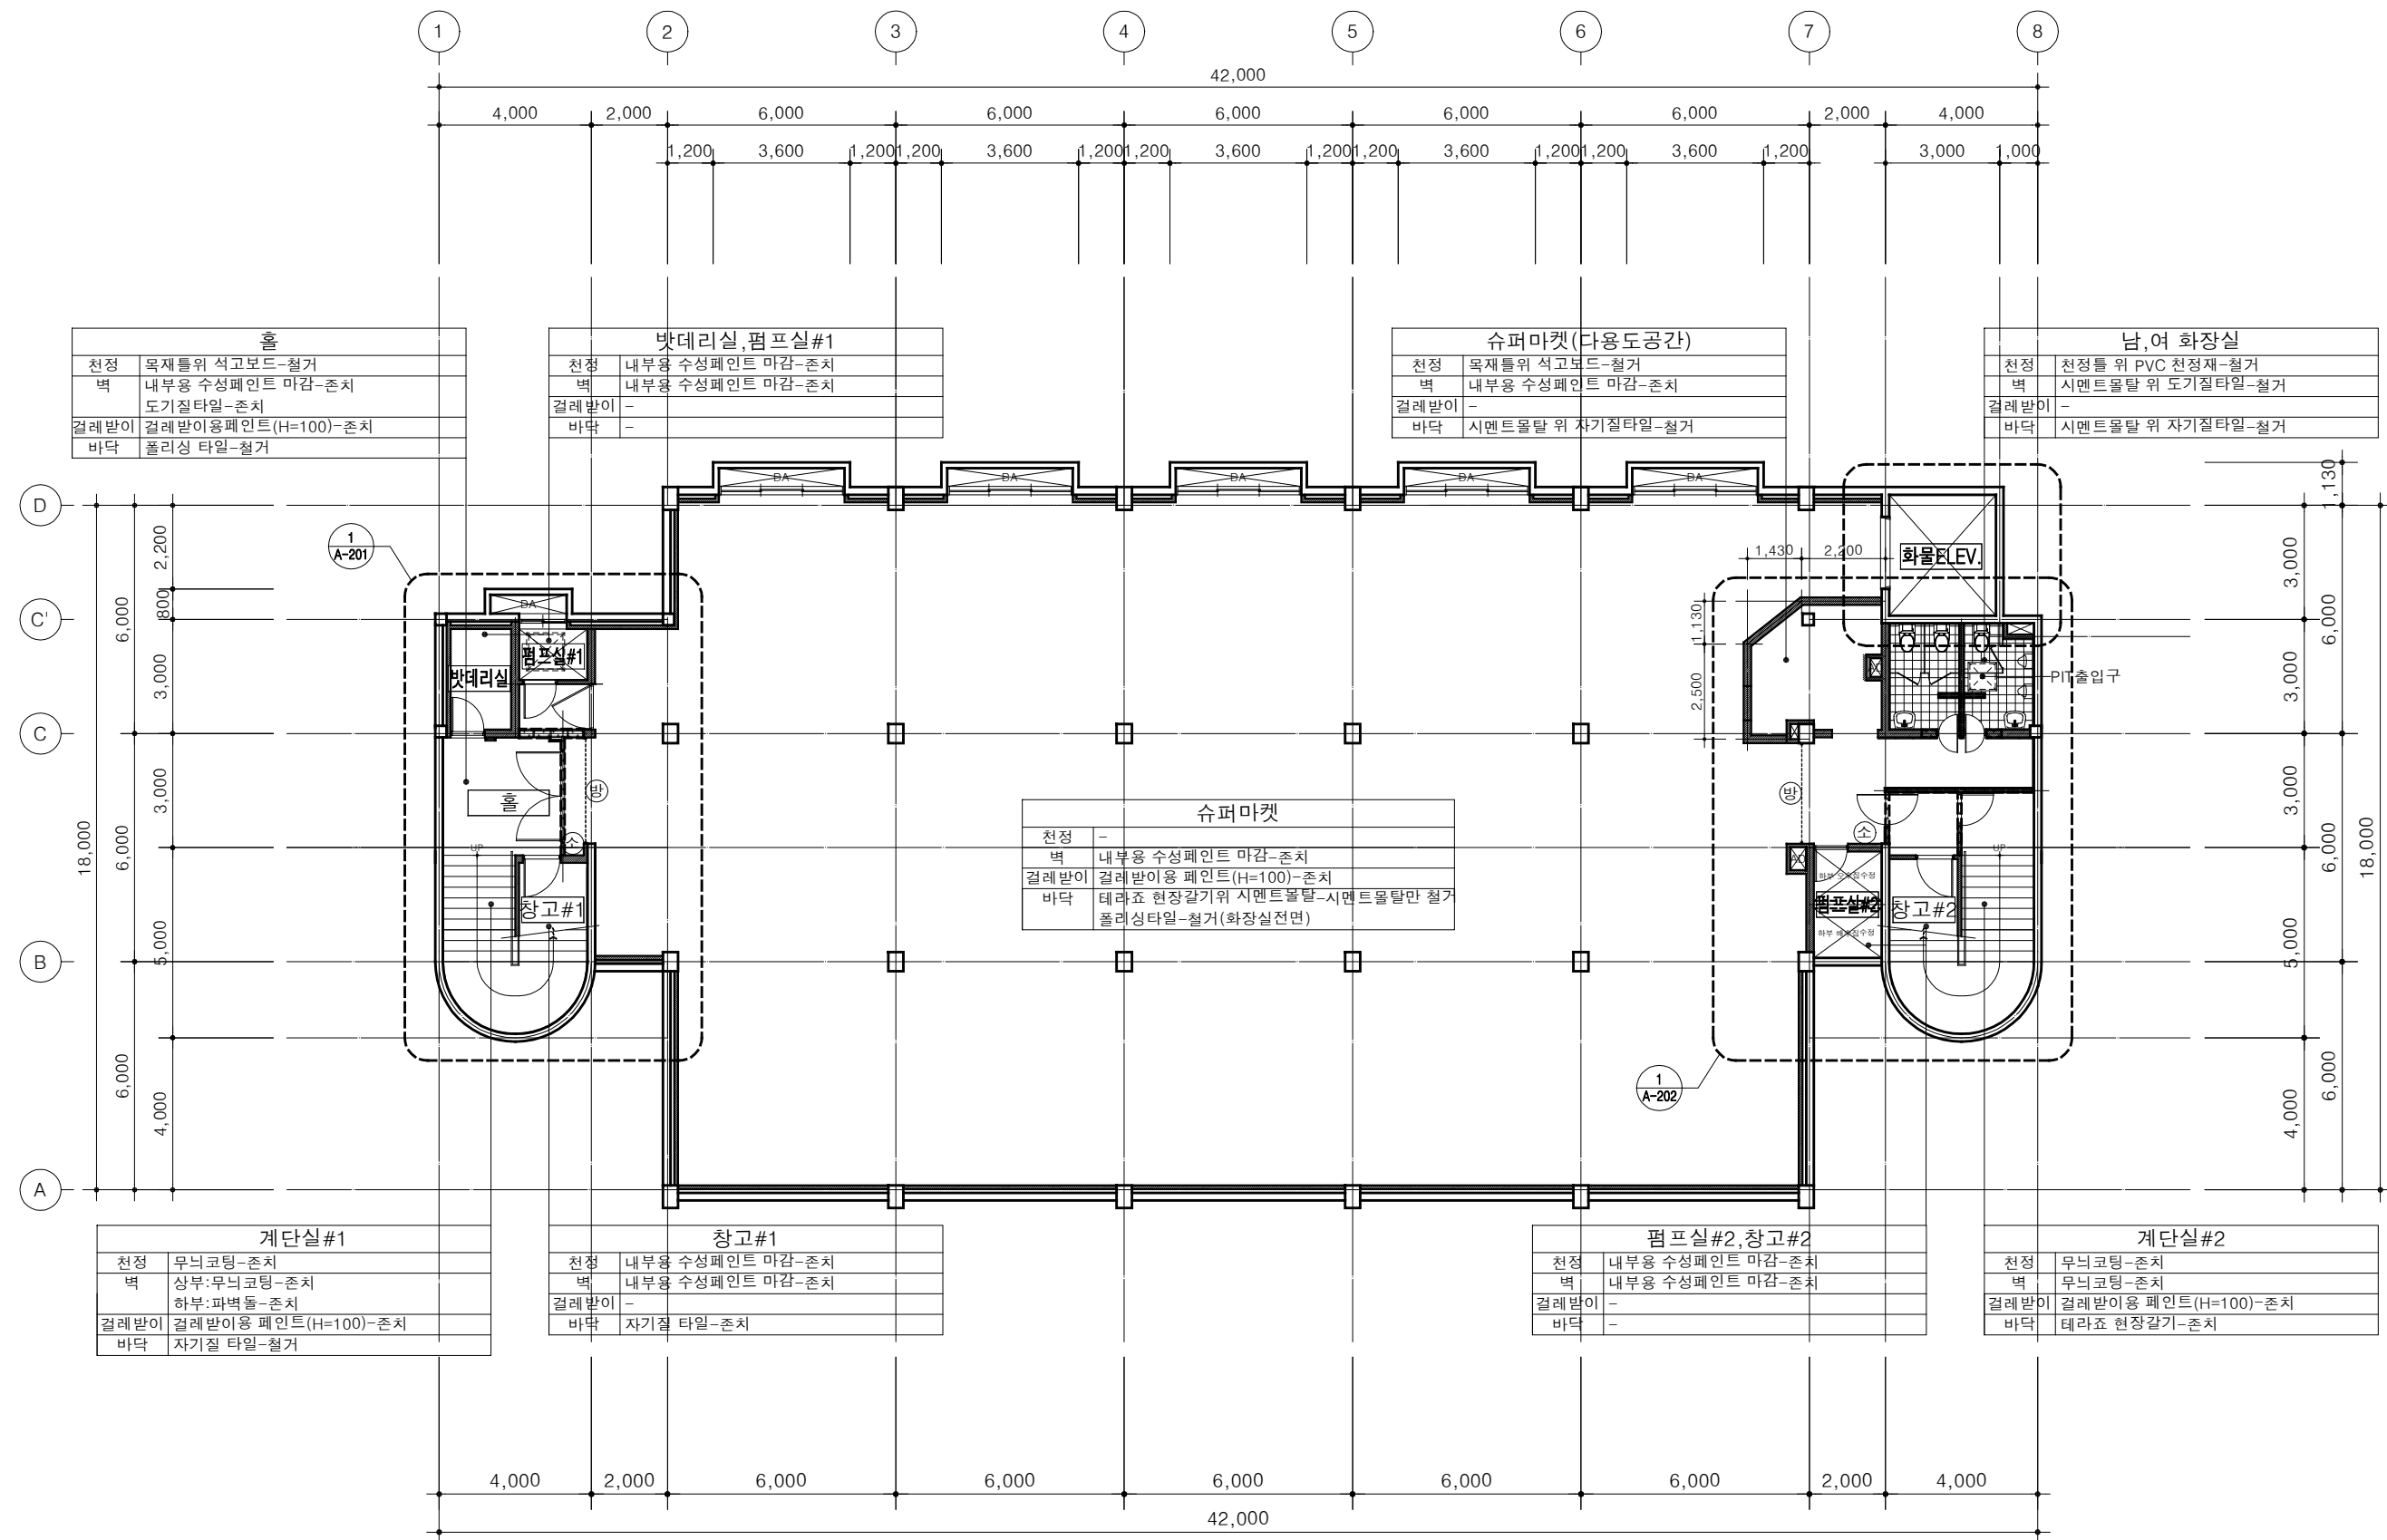 1 2 3 4 5 6 7 8
42,000
4,000 2,000 6,000 6,000 6,000 6,000 6,000 2,000 4,000
1,200 3,600 1,200 1,200 3,600 1,200 1,200 3,600 1,200 1,200 3,600 1,200 1,200 3,600 1,200 3,000 1,000
홀
천정 목재틀위 석고보드-철거
벽 내부용 수성페인트 마감-존치
도기질타일-존치
걸레받이 걸레받이용페인트(H=100)-존치
바닥 폴리싱 타일-철거
밧데리실,펌프실#1
천정 내부용 수성페인트 마감-존치
벽 내부용 수성페인트 마감-존치
걸레받이 -
바닥 -
슈퍼마켓(다용도공간)
천정 목재틀위 석고보드-철거
벽 내부용 수성페인트 마감-존치
걸레받이 -
바닥 시멘트몰탈 위 자기질타일-철거
남,여 화장실
천정 천정틀 위 PVC 천정재-철거
벽 시멘트몰탈 위 도기질타일-철거
걸레받이 -
바닥 시멘트몰탈 위 자기질타일-철거
D
C'
C
B
A
18,000
6,000
6,000
6,000
2,200
800
3,000
3,000
5,000
4,000
1
A-201
DA DA DA DA DA
DA
펌프실#1
밧데리실
홀
방
소
UP
창고#1
1,430 2,200
1,130
2,500
화물ELEV.
PIT출입구
방
소
AD
UP
하부 오수집수정
펌프실#2
하부 배수집수정
창고#2
1
A-202
슈퍼마켓
천정 -
벽 내부용 수성페인트 마감-존치
걸레받이 걸레받이용 페인트(H=100)-존치
바닥 테라죠 현장갈기위 시멘트몰탈-시멘트몰탈만 철거
폴리싱타일-철거(화장실전면)
1,130
3,000
3,000
3,000
5,000
4,000
6,000
6,000
6,000
18,000
계단실#1
천정 무늬코팅-존치
벽 상부:무늬코팅-존치
하부:파벽돌-존치
걸레받이 걸레받이용 페인트(H=100)-존치
바닥 자기질 타일-철거
창고#1
천정 내부용 수성페인트 마감-존치
벽 내부용 수성페인트 마감-존치
걸레받이 -
바닥 자기질 타일-존치
펌프실#2,창고#2
천정 내부용 수성페인트 마감-존치
벽 내부용 수성페인트 마감-존치
걸레받이 -
바닥 -
계단실#2
천정 무늬코팅-존치
벽 무늬코팅-존치
걸레받이 걸레받이용 페인트(H=100)-존치
바닥 테라죠 현장갈기-존치
4,000 2,000 6,000 6,000 6,000 6,000 6,000 2,000 4,000
42,000